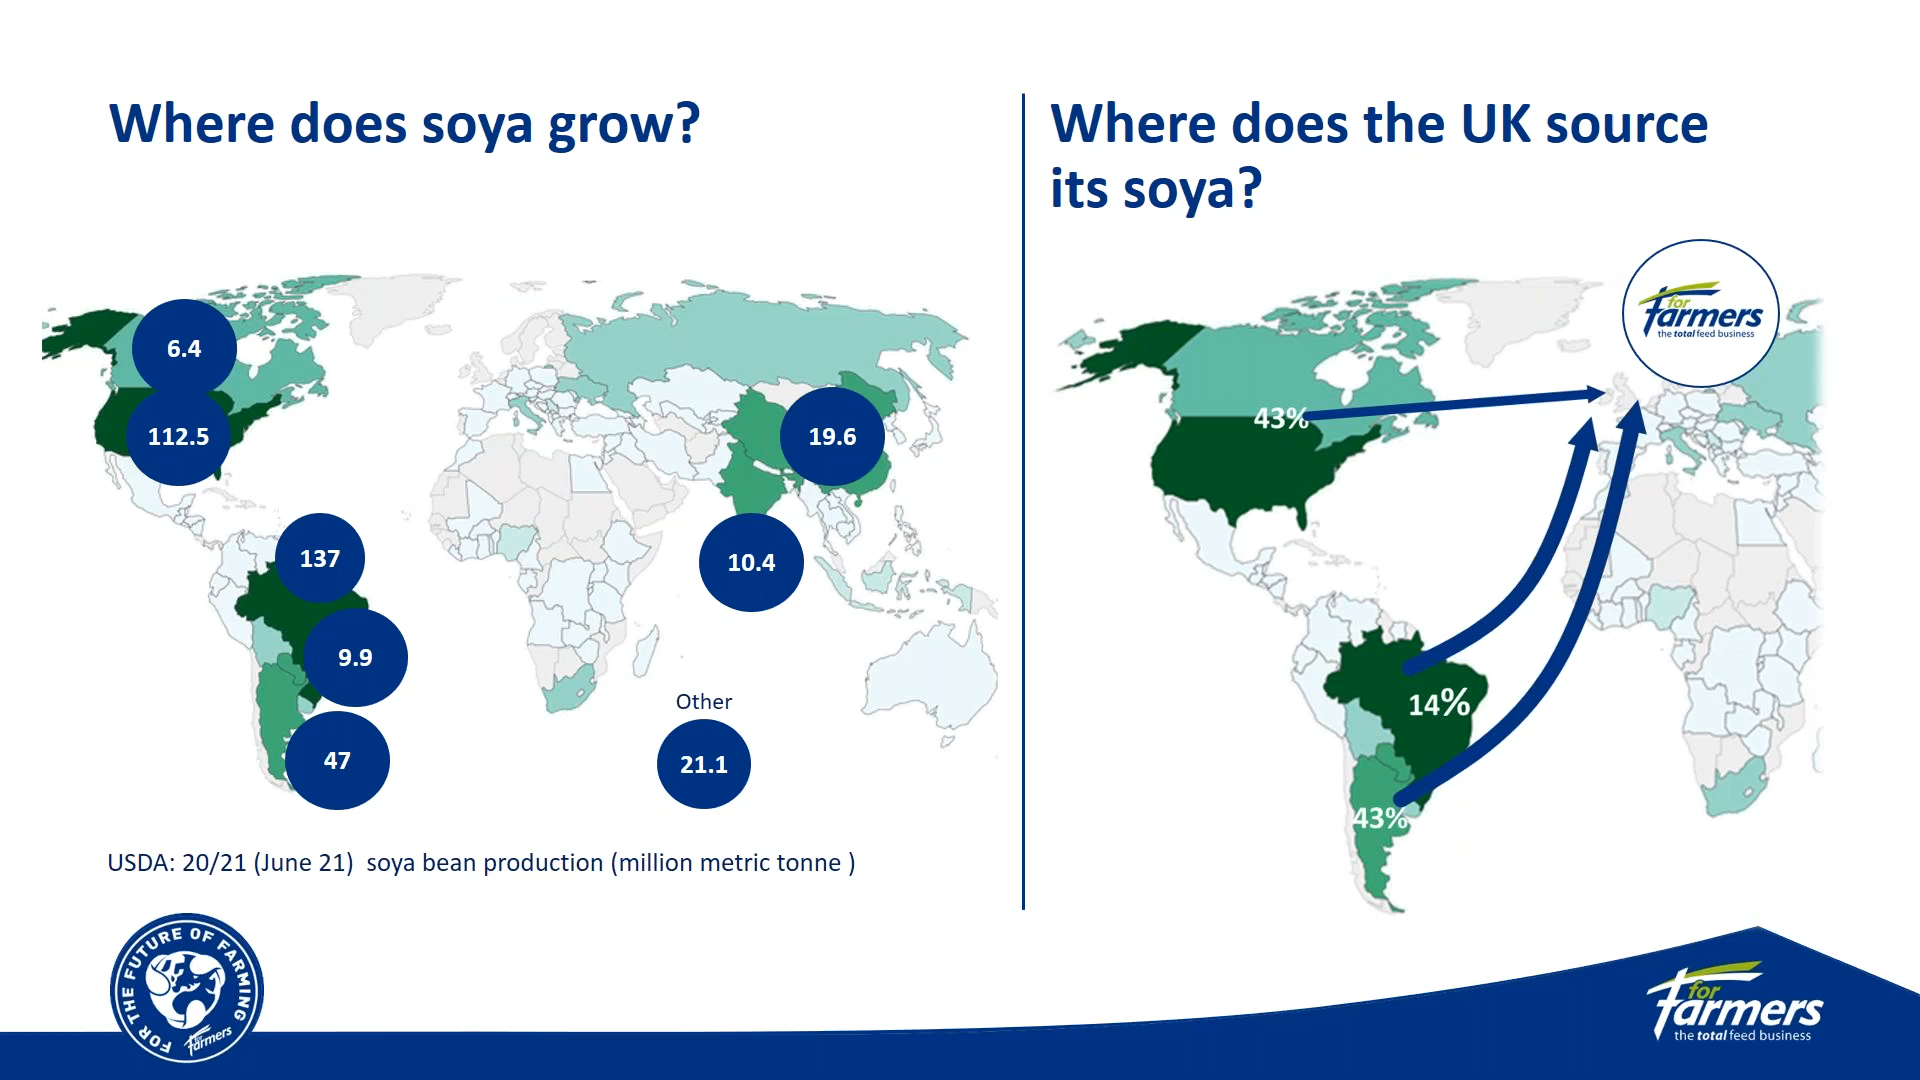 Where does soya grow?
6.4
112.5
19.6
137
10.4
9.9
Other
47
21.1
USDA: 20/21 (June 21)  soya bean production (million metric tonne )
Where does the UK source
its soya?
for
farmers
the total feed business
43%
14%
43%
FOR THE FUTURE OF FARMING
for
farmers
for
farmers
the total feed business